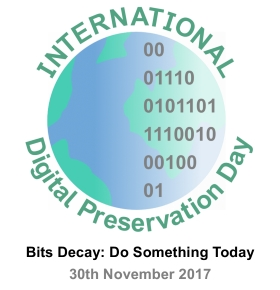 INTERNATIONAL
00
01110
0101101
1110010
00100
01
Digital Preservation Day
Bits Decay: Do Something Today
30th November 2017